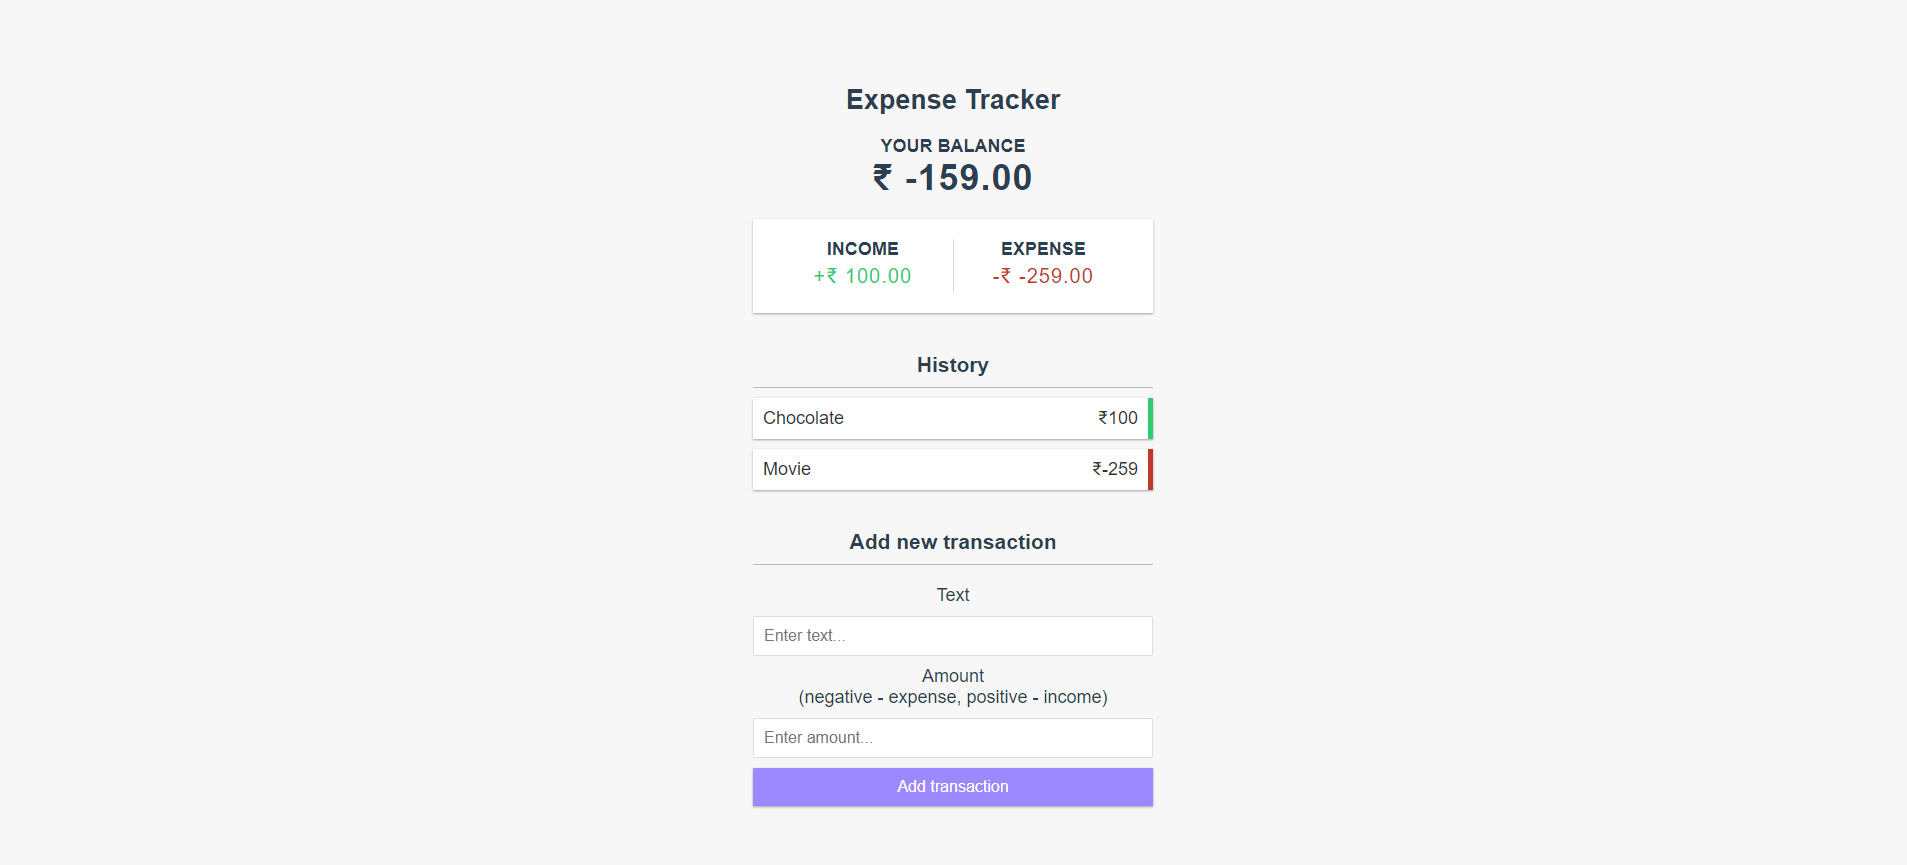 Expense Tracker
YOUR BALANCE
₹ -159.00
INCOME EXPENSE
+₹ 100.00 -₹ -259.00
History
Chocolate ₹100
Movie ₹-259
Add new transaction
Text
Enter text...
Amount
(negative - expense, positive - income)
Enter amount...
Add transaction